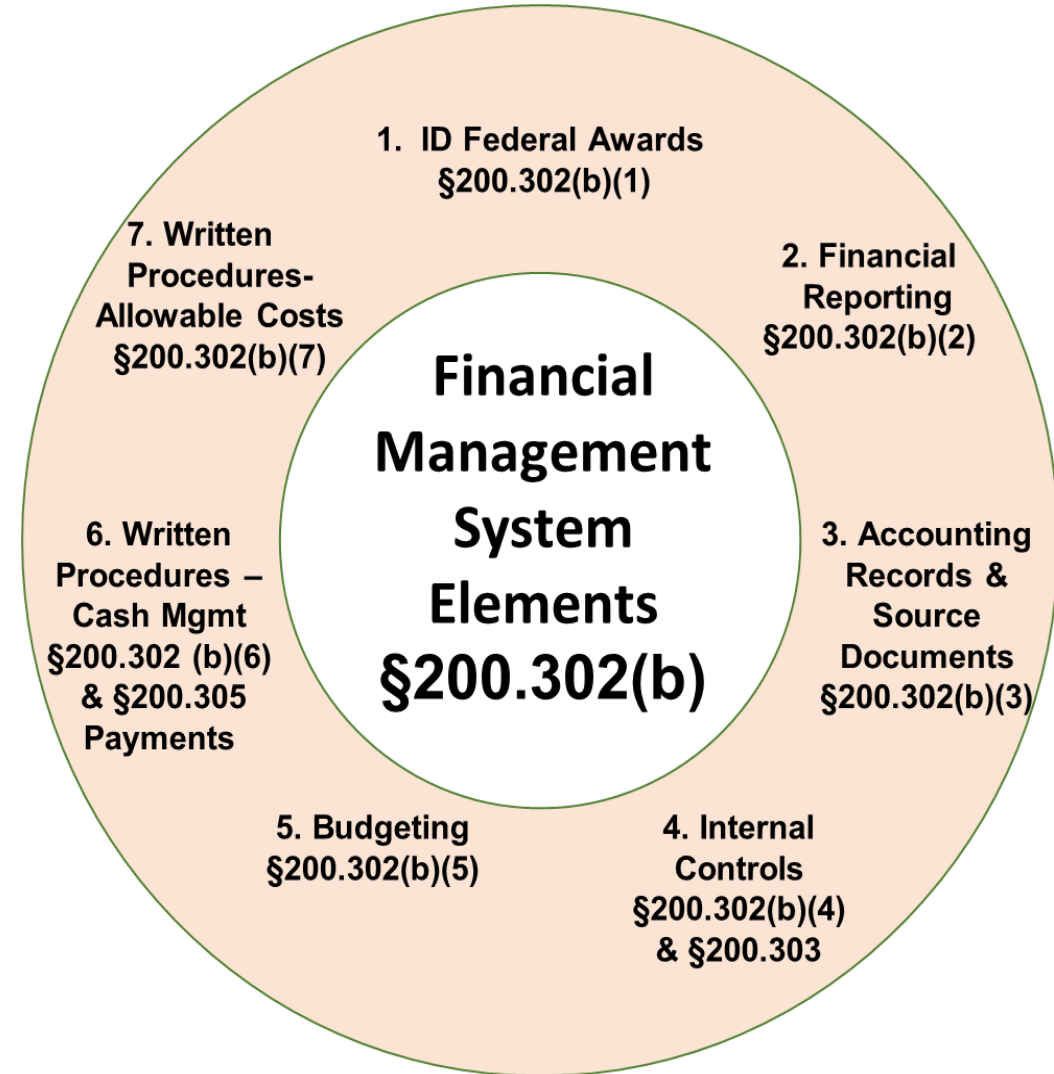 1. ID Federal Awards
§200.302(b)(1)
2. Financial
Reporting
§200.302(b)(2)
3. Accounting
Records &
Source
Documents
§200.302(b)(3)
4. Internal
Controls
§200.302(b)(4)
& §200.303
5. Budgeting
§200.302(b)(5)
6. Written
Procedures –
Cash Mgmt
§200.302 (b)(6)
& §200.305
Payments
7. Written
Procedures-
Allowable Costs
§200.302(b)(7)
Financial
Management
System
Elements
§200.302(b)